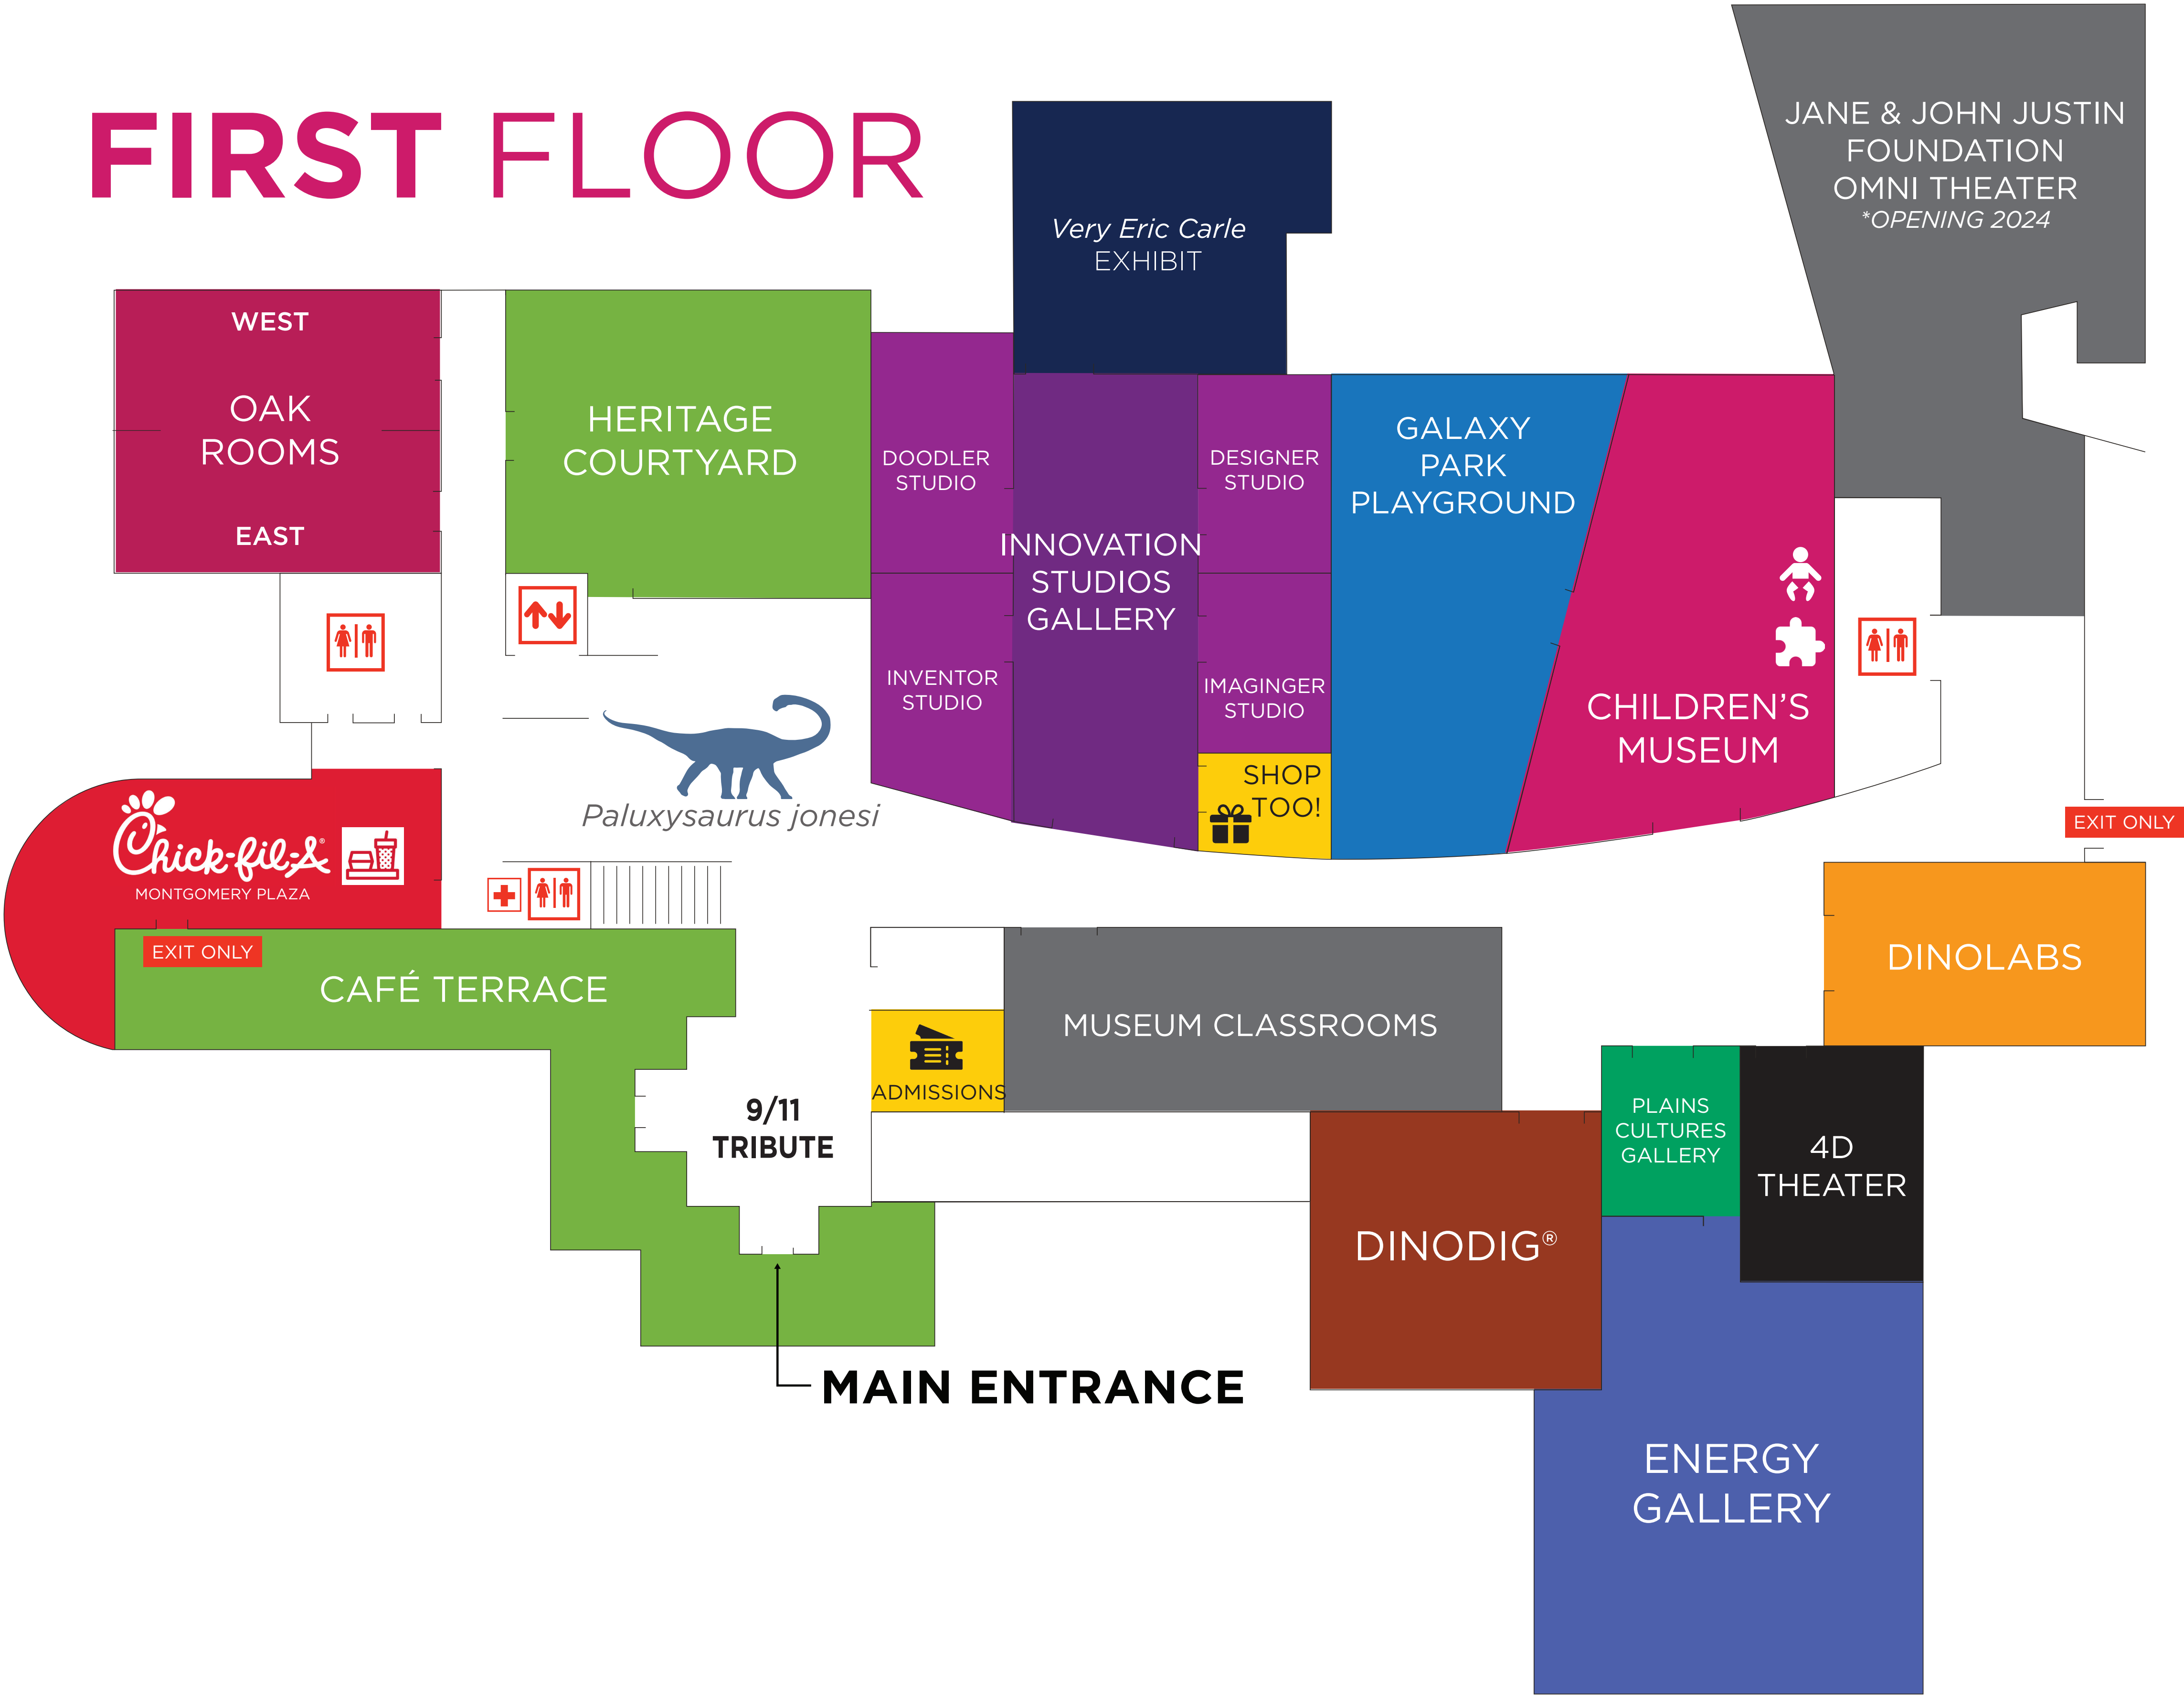 FIRST FLOOR
JANE & JOHN JUSTIN
FOUNDATION
OMNI THEATER
*OPENING 2024
Very Eric Carle
EXHIBIT
WEST
OAK
ROOMS
EAST
HERITAGE
COURTYARD
DOODLER
STUDIO
DESIGNER
STUDIO
INNOVATION
STUDIOS
GALLERY
INVENTOR
STUDIO
IMAGINGER
STUDIO
GALAXY
PARK
PLAYGROUND
CHILDREN'S
MUSEUM
SHOP
TOO!
Paluxysaurus jonesi
Chick-fil-A®
MONTGOMERY PLAZA
EXIT ONLY
EXIT ONLY
CAFÉ TERRACE
DINOLABS
MUSEUM CLASSROOMS
ADMISSIONS
9/11
TRIBUTE
PLAINS
CULTURES
GALLERY
4D
THEATER
DINODIG®
MAIN ENTRANCE
ENERGY
GALLERY